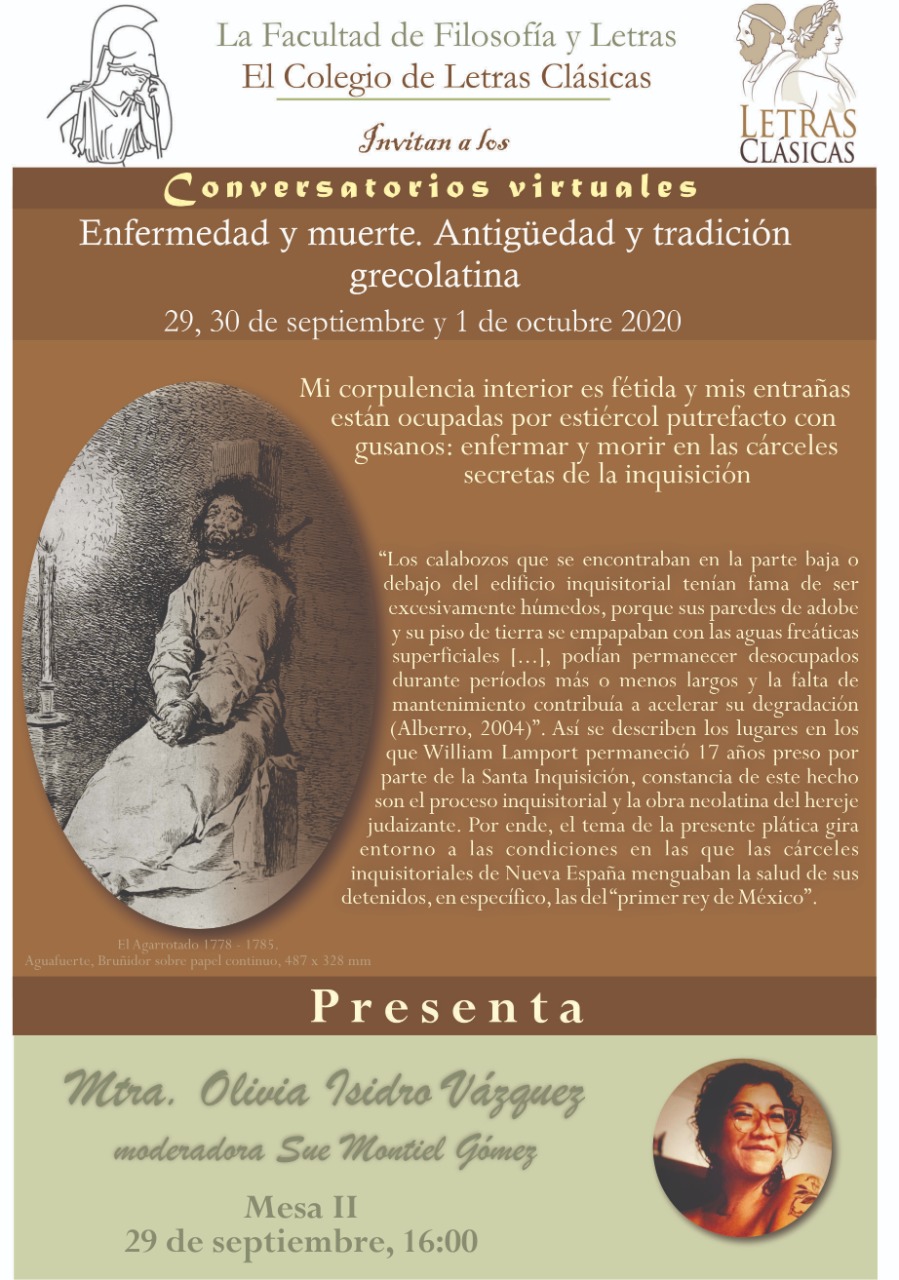 La Facultad de Filosofía y Letras
El Colegio de Letras Clásicas
Invitan a los
LETRAS
CLÁSICAS
Conversatorios virtuales
Enfermedad y muerte. Antigüedad y tradición
grecolatina
29, 30 de septiembre y 1 de octubre 2020
Mi corpulencia interior es fétida y mis entrañas
están ocupadas por estiércol putrefacto con
gusanos: enfermar y morir en las cárceles
secretas de la inquisición
“Los calabozos que se encontraban en la parte baja o
debajo del edificio inquisitorial tenían fama de ser
excesivamente húmedos, porque sus paredes de adobe
y su piso de tierra se empapaban con las aguas freáticas
superficiales [...], podían permanecer desocupados
durante períodos más o menos largos y la falta de
mantenimiento contribuía a acelerar su degradación
(Alberro, 2004)”. Así se describen los lugares en los
que William Lamport permaneció 17 años preso por
parte de la Santa Inquisición, constancia de este hecho
son el proceso inquisitorial y la obra neolatina del hereje
judaizante. Por ende, el tema de la presente plática gira
entorno a las condiciones en las que las cárceles
inquisitoriales de Nueva España menguaban la salud de sus
detenidos, en específico, las del “primer rey de México”.
El Agarrotado 1778 - 1785.
Aguafuerte, Bruñidor sobre papel continuo, 487 x 328 mm
Presenta
Mtra. Olivia Isidro Vázquez
moderadora Sue Montiel Gómez
Mesa II
29 de septiembre, 16:00